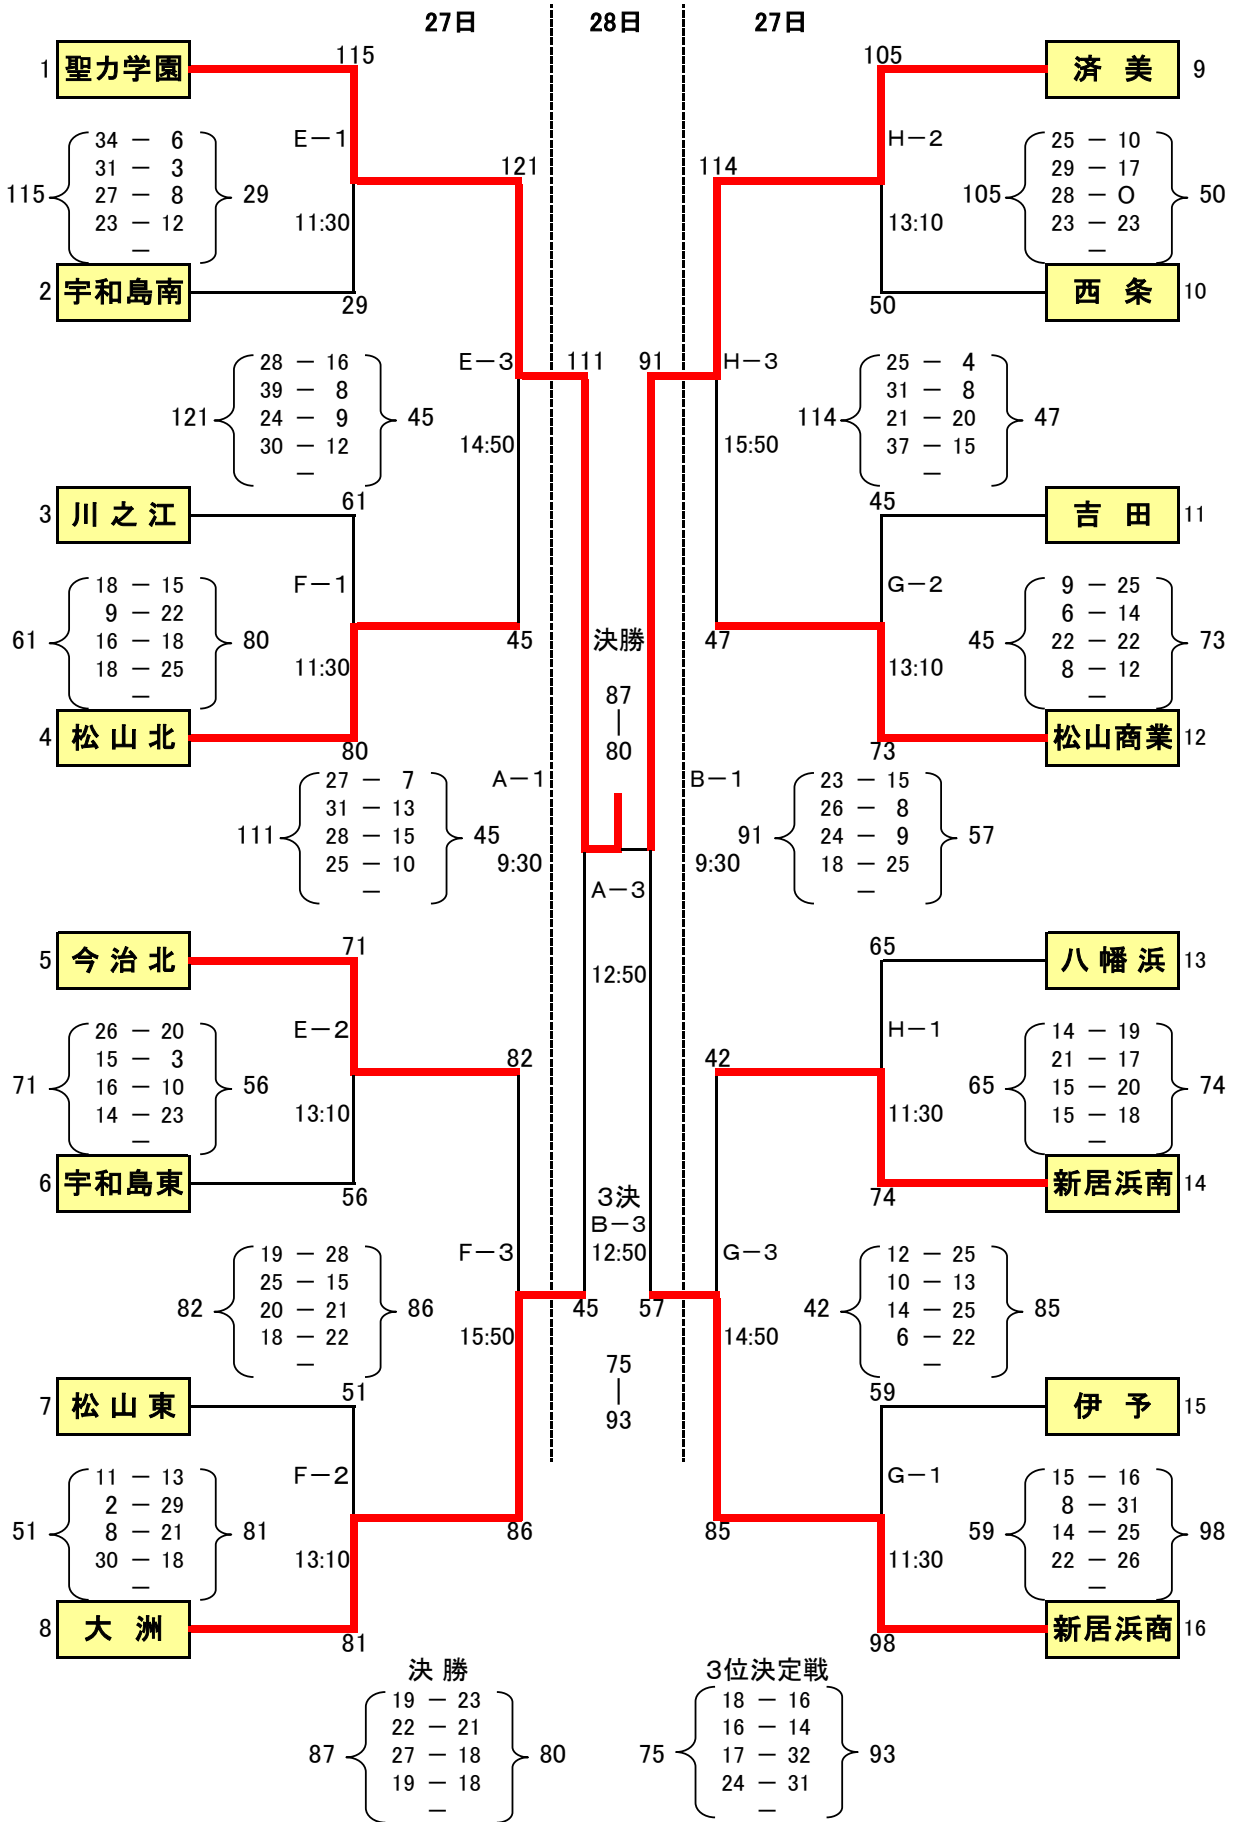 27日 28日 27日
115 105
1 聖力学園 済 美 9
E－1 H－2
34 － 6 25 － 10
31 － 3 121 114 29 － 17
115 27 － 8 29 105 28 － O 50
23 － 12 11:30 13:10 23 － 23
－ －
2 宇和島南 29 50 西 条 10
28 － 16 E－3 111 91 H－3 25 － 4
39 － 8 31 － 8
121 24 － 9 45 114 21 － 20 47
30 － 12 14:50 15:50 37 － 15
－ －
61 45
3 川 之 江 吉 田 11
18 － 15 F－1 G－2 9 － 25
9 － 22 6 － 14
61 16 － 18 80 45 決勝 47 45 22 － 22 73
18 － 25 11:30 13:10 8 － 12
－ 87 －
｜
4 松 山 北 80 80 73 松山商業 12
27 － 7 A－1 B－1 23 － 15
31 － 13 26 － 8
111 28 － 15 45 91 24 － 9 57
25 － 10 9:30 9:30 18 － 25
－ A－3 －
71 65
5 今 治 北 12:50 八 幡 浜 13
26 － 20 E－2 H－1 14 － 19
15 － 3 82 42 21 － 17
71 16 － 10 56 65 15 － 20 74
14 － 23 13:10 11:30 15 － 18
－ －
6 宇和島東 56 3決 74 新居浜南 14
B－3
19 － 28 F－3 12:50 G－3 12 － 25
25 － 15 10 － 13
82 20 － 21 86 45 57 42 14 － 25 85
18 － 22 15:50 14:50 6 － 22
－ 75 －
｜
51 93 59
7 松 山 東 伊 予 15
11 － 13 F－2 G－1 15 － 16
2 － 29 8 － 31
51 8 － 21 81 86 85 59 14 － 25 98
30 － 18 13:10 11:30 22 － 26
－ －
8 大 洲 81 98 新居浜商 16
決 勝 3位決定戦
19 － 23 18 － 16
22 － 21 16 － 14
87 27 － 18 80 75 17 － 32 93
19 － 18 24 － 31
－ －